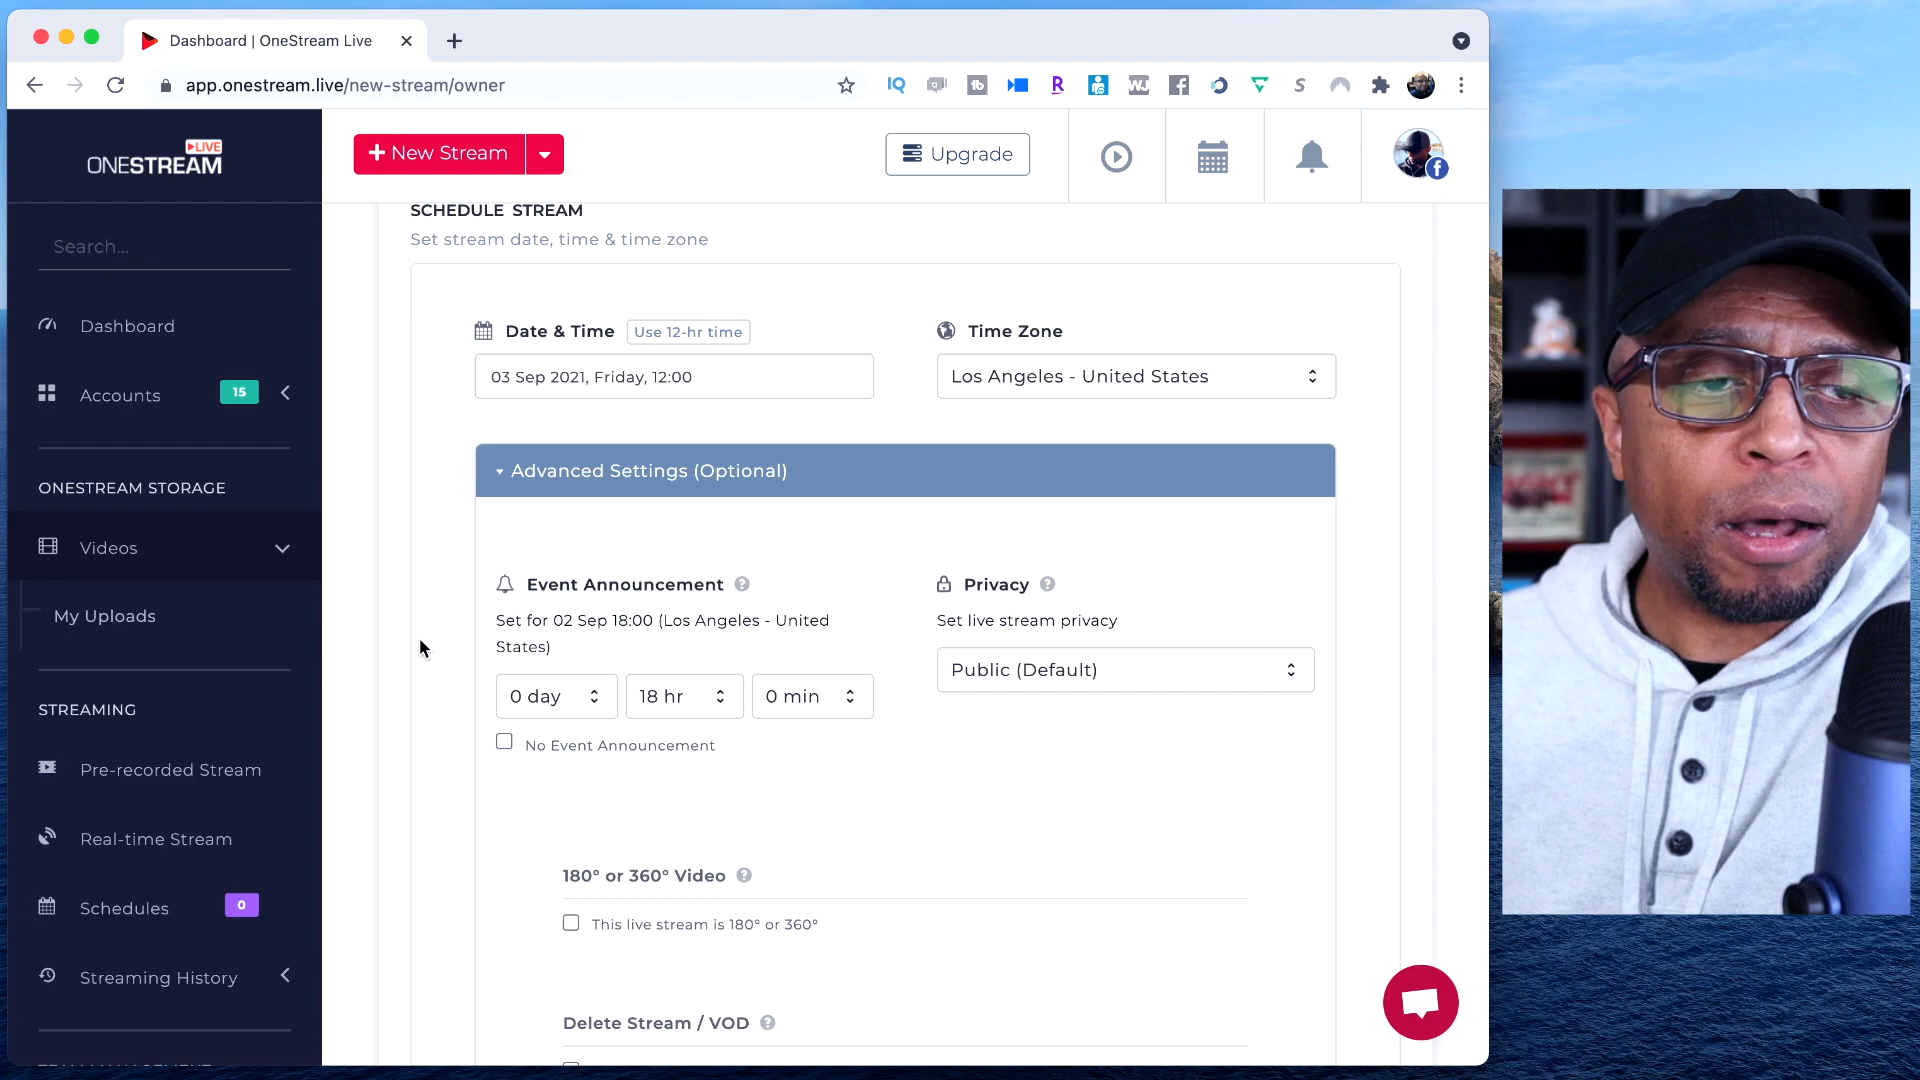 Dashboard | OneStream Live
app.onestream.live/new-stream/owner
LIVE
ONESTREAM
+ New Stream
Upgrade
Search...
Dashboard
Accounts
15
ONESTREAM STORAGE
Videos
My Uploads
STREAMING
Pre-recorded Stream
Real-time Stream
Schedules
0
Streaming History
SCHEDULE STREAM
Set stream date, time & time zone
Date & Time
Use 12-hr time
03 Sep 2021, Friday, 12:00
Time Zone
Los Angeles - United States
Advanced Settings (Optional)
Event Announcement
Set for 02 Sep 18:00 (Los Angeles - United
States)
0 day
18 hr
0 min
No Event Announcement
Privacy
Set live stream privacy
Public (Default)
180° or 360° Video
This live stream is 180° or 360°
Delete Stream / VOD